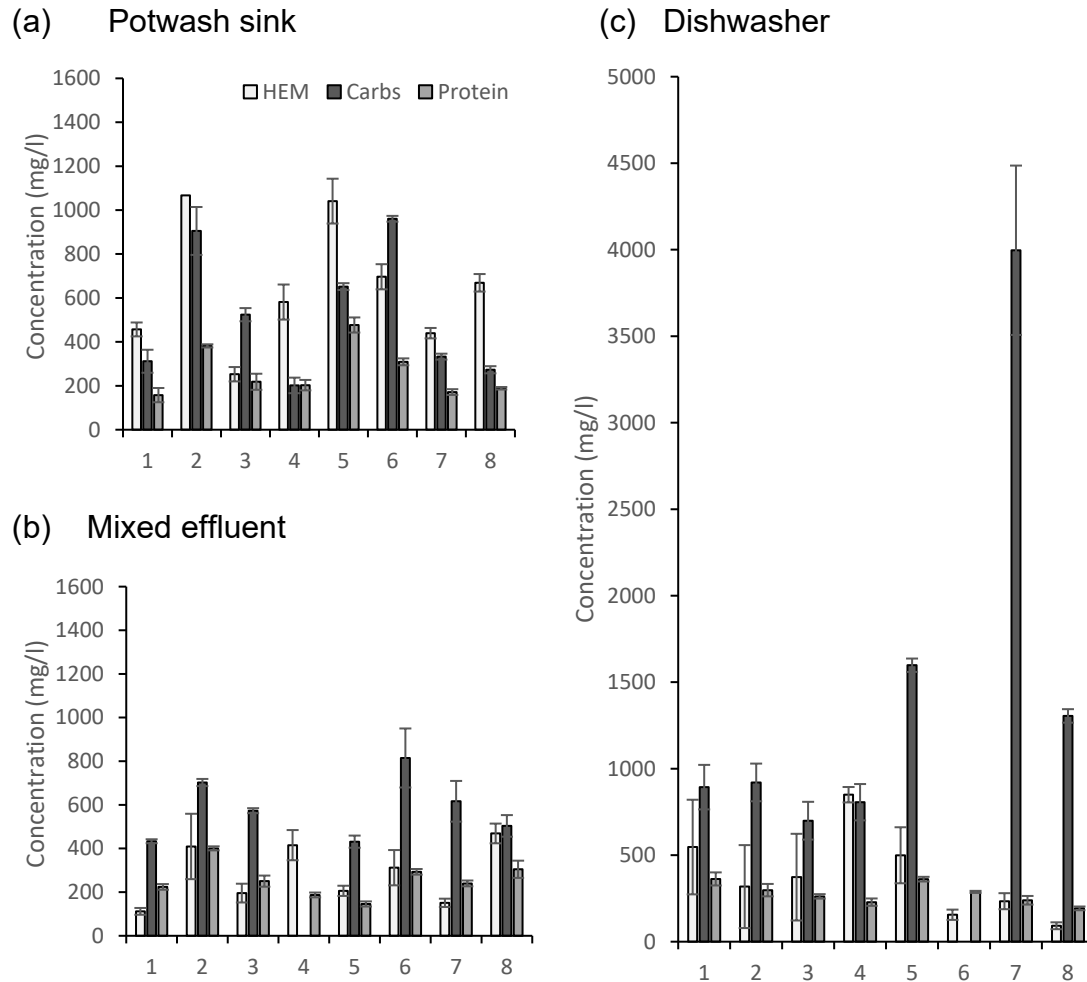 (a) Potwash sink
1600
1400
1200
1000
800
600
400
200
0
Concentration (mg/l)
HEM Carbs Protein
1 2 3 4 5 6 7 8
(b) Mixed effluent
1600
1400
1200
1000
800
600
400
200
0
Concentration (mg/l)
1 2 3 4 5 6 7 8
(c) Dishwasher
5000
4500
4000
3500
3000
2500
2000
1500
1000
500
0
Concentration (mg/l)
1 2 3 4 5 6 7 8